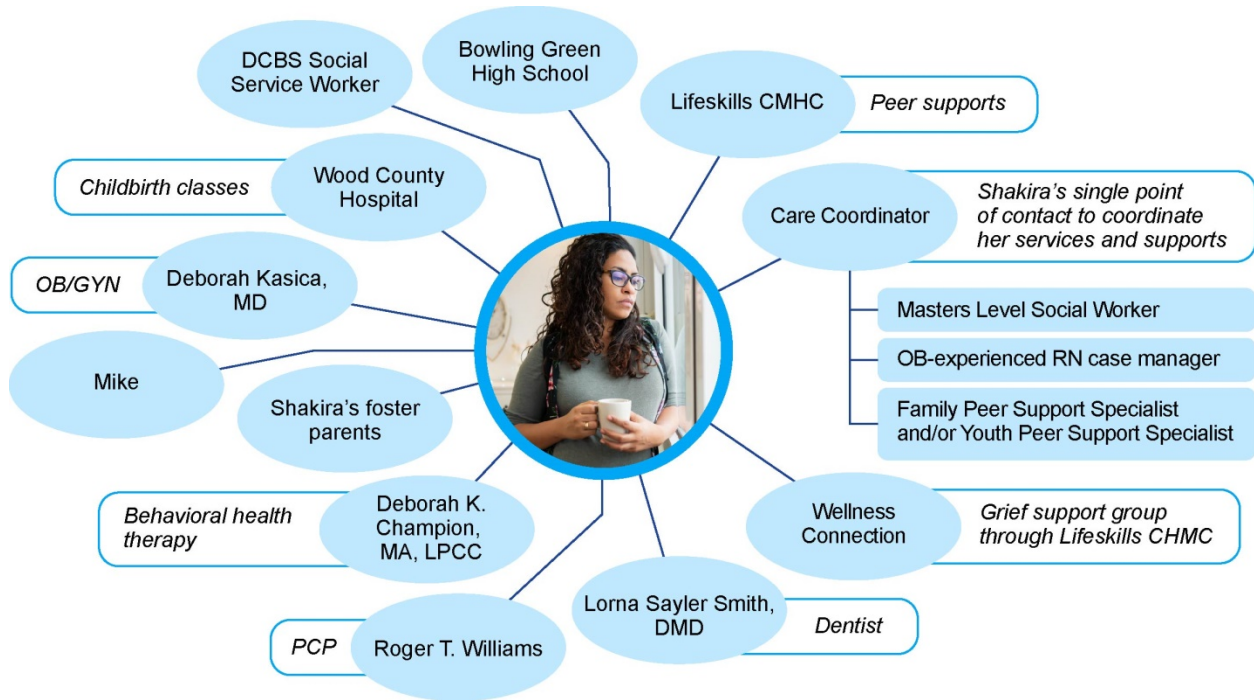 DCBS Social
Service Worker
Bowling Green
High School
Lifeskills CMHC
Peer supports
Childbirth classes
Wood County
Hospital
Care Coordinator
Shakira's single point
of contact to coordinate
her services and supports
OB/GYN
Deborah Kasica,
MD
Masters Level Social Worker
OB-experienced RN case manager
Family Peer Support Specialist
and/or Youth Peer Support Specialist
Mike
Shakira's foster
parents
Behavioral health
therapy
Deborah K.
Champion,
MA, LPCC
Wellness
Connection
Grief support group
through Lifeskills CHMC
PCP
Roger T. Williams
Lorna Sayler Smith,
DMD
Dentist